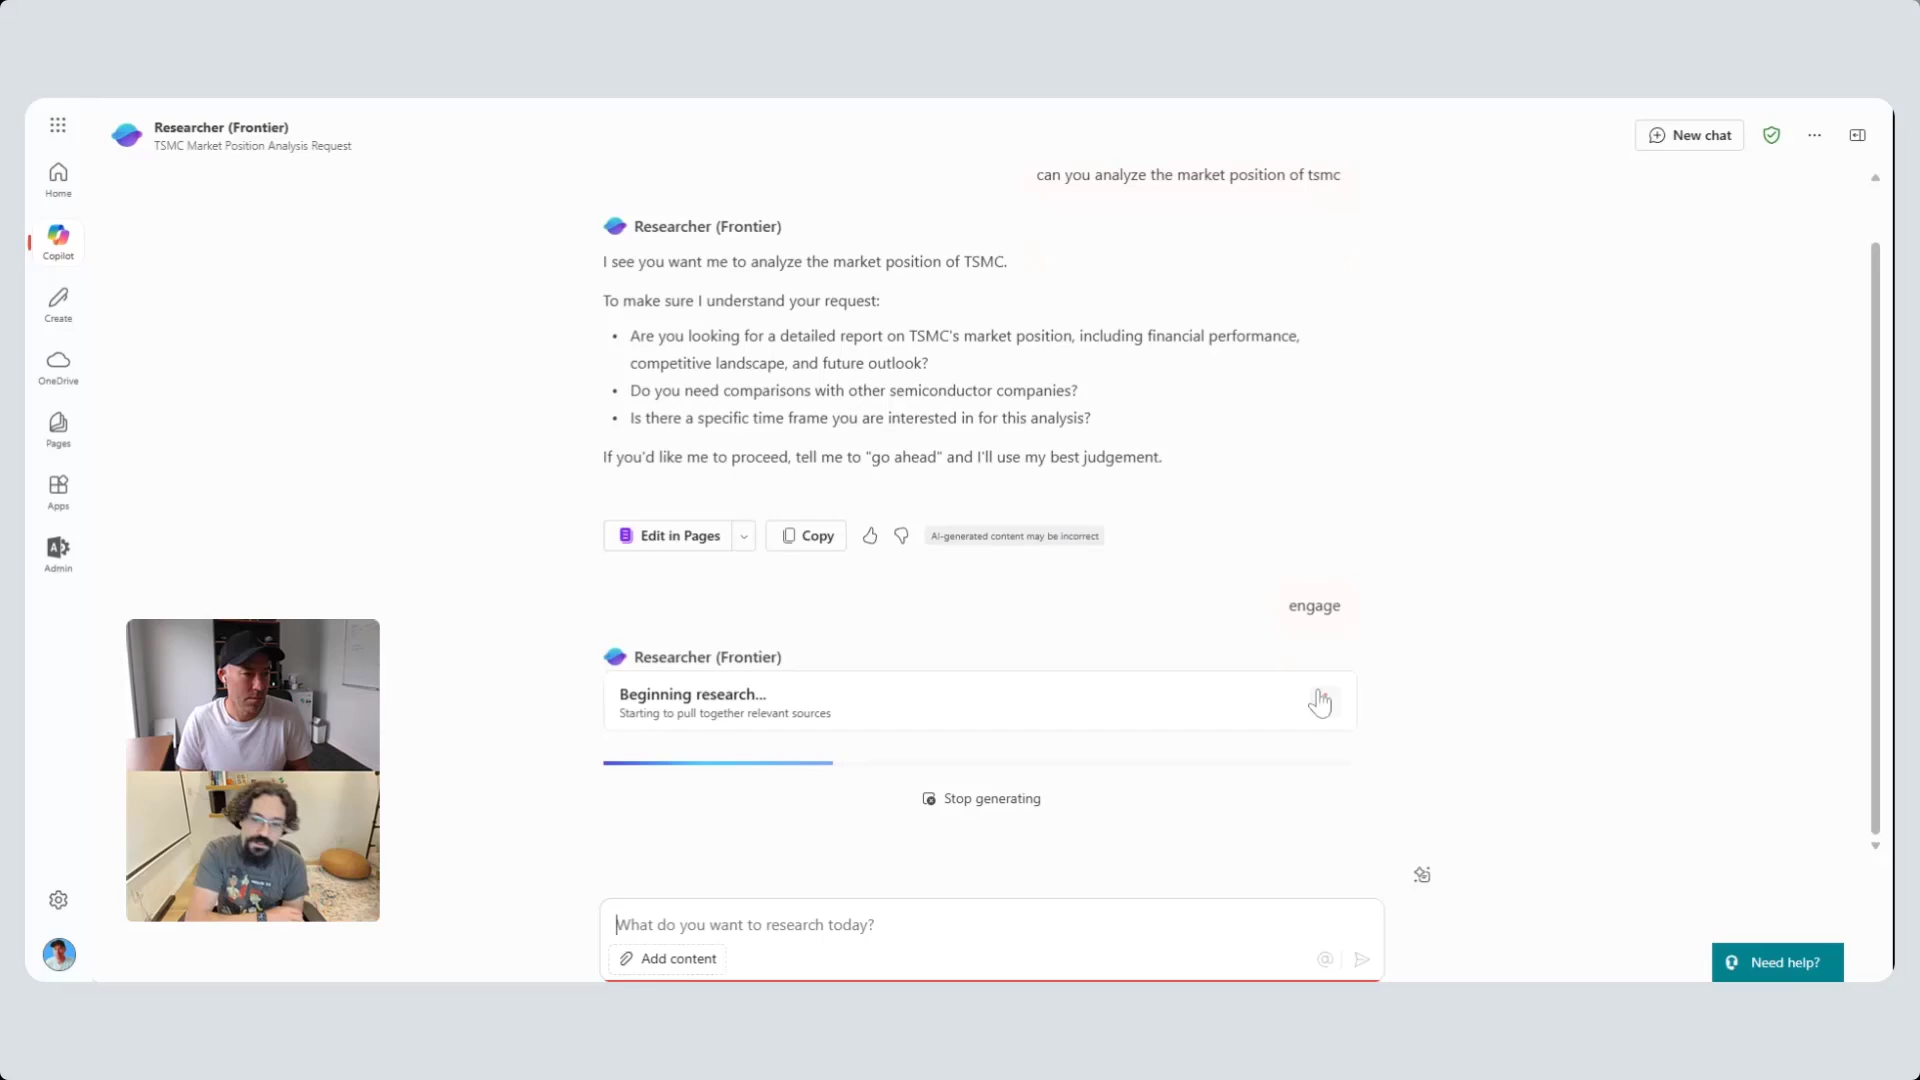 Researcher (Frontier)
TSMC Market Position Analysis Request
New chat
Home
Copilot
Create
OneDrive
Pages
Apps
Admin
can you analyze the market position of tsmc
Researcher (Frontier)
I see you want me to analyze the market position of TSMC.
To make sure I understand your request:
• Are you looking for a detailed report on TSMC's market position, including financial performance,
competitive landscape, and future outlook?
• Do you need comparisons with other semiconductor companies?
• Is there a specific time frame you are interested in for this analysis?
If you'd like me to proceed, tell me to "go ahead" and I'll use my best judgement.
Edit in Pages
Copy
AI-generated content may be incorrect
engage
Researcher (Frontier)
Beginning research...
Starting to pull together relevant sources
Stop generating
What do you want to research today?
Add content
Need help?